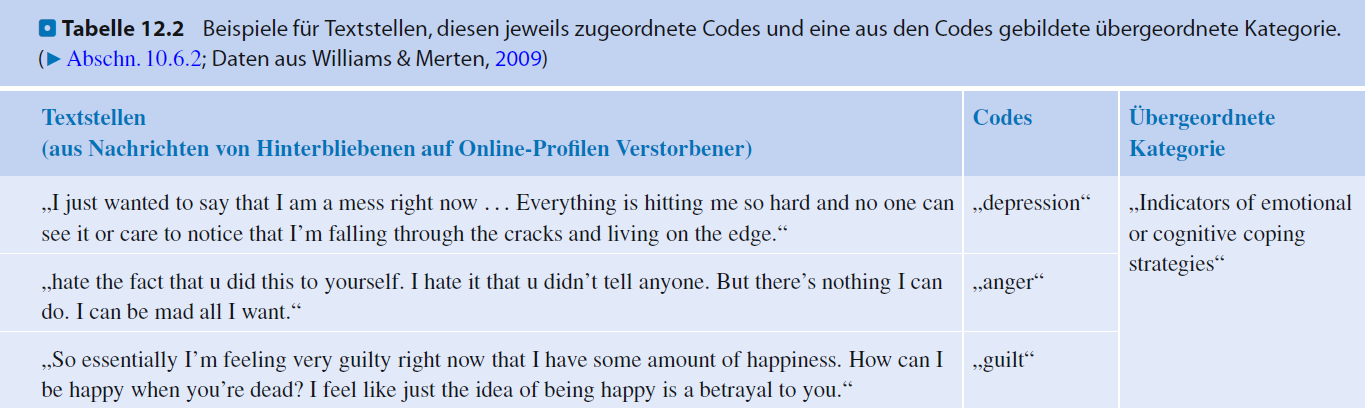 Tabelle 12.2 Beispiele für Textstellen, diesen jeweils zugeordnete Codes und eine aus den Codes gebildete übergeordnete Kategorie.
(► Abschn. 10.6.2; Daten aus Williams & Merten, 2009)
Textstellen
(aus Nachrichten von Hinterbliebenen auf Online-Profilen Verstorbener)
Codes
Übergeordnete
Kategorie
„I just wanted to say that I am a mess right now … Everything is hitting me so hard and no one can
see it or care to notice that I’m falling through the cracks and living on the edge.“
„depression“
„Indicators of emotional
or cognitive coping
strategies“
„hate the fact that u did this to yourself. I hate it that u didn’t tell anyone. But there’s nothing I can
do. I can be mad all I want.“
„anger“
„So essentially I’m feeling very guilty right now that I have some amount of happiness. How can I
be happy when you’re dead? I feel like just the idea of being happy is a betrayal to you.“
„guilt“